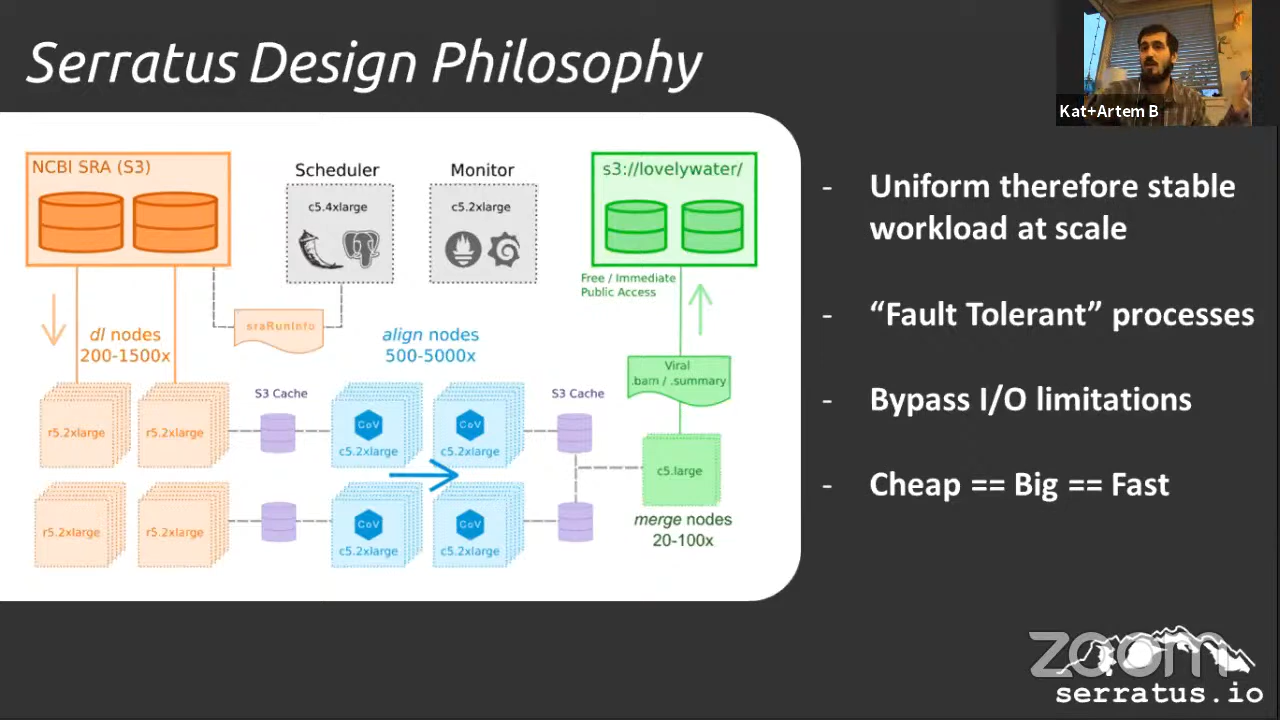 Serratus Design Philosophy
Kat+Artem B
NCBI SRA (S3)
Scheduler
c5.4xlarge
Monitor
c5.2xlarge
s3://lovelywater/
Free / Immediate
Public Access
sraRunInfo
dl nodes
200-1500x
align nodes
500-5000x
Viral
.bam / .summary
S3 Cache
S3 Cache
r5.2xlarge
r5.2xlarge
CoV
c5.2xlarge
CoV
c5.2xlarge
c5.large
r5.2xlarge
r5.2xlarge
CoV
c5.2xlarge
CoV
c5.2xlarge
merge nodes
20-100x
- Uniform therefore stable
workload at scale
- “Fault Tolerant” processes
- Bypass I/O limitations
- Cheap == Big == Fast
zoom
serratus.io